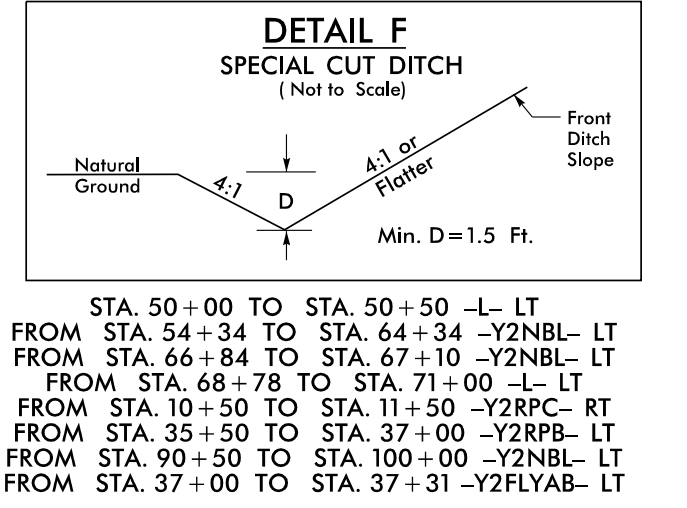 DETAIL F
SPECIAL CUT DITCH
( Not to Scale)
Front
Ditch
Slope
4:1 or
Flatter
Natural
Ground
4:1
D
Min. D=1.5 Ft.
STA. 50+00 TO STA. 50+50 -L- LT
FROM STA. 54+34 TO STA. 64+34 -Y2NBL- LT
FROM STA. 66+84 TO STA. 67+10 -Y2NBL- LT
FROM STA. 68+78 TO STA. 71+00 -L- LT
FROM STA. 10+50 TO STA. 11+50 -Y2RPC- RT
FROM STA. 35+50 TO STA. 37+00 -Y2RPB- LT
FROM STA. 90+50 TO STA. 100+00 -Y2NBL- LT
FROM STA. 37+00 TO STA. 37+31 -Y2FLYAB- LT